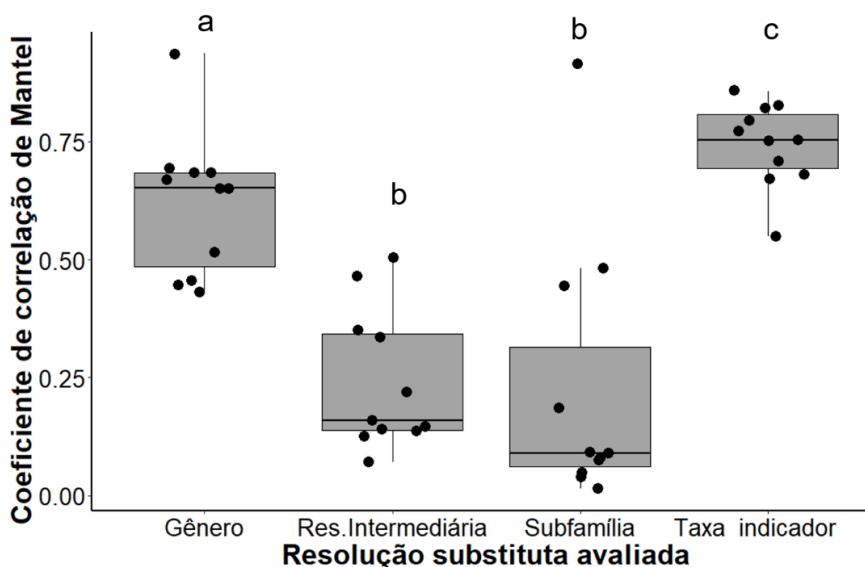 a
b
c
b
Coeficiente de correlação de Mantel
0.75
0.50
0.25
0.00
Gênero
Res.Intermediária
Subfamília
Taxa indicador
Resolução substituta avaliada